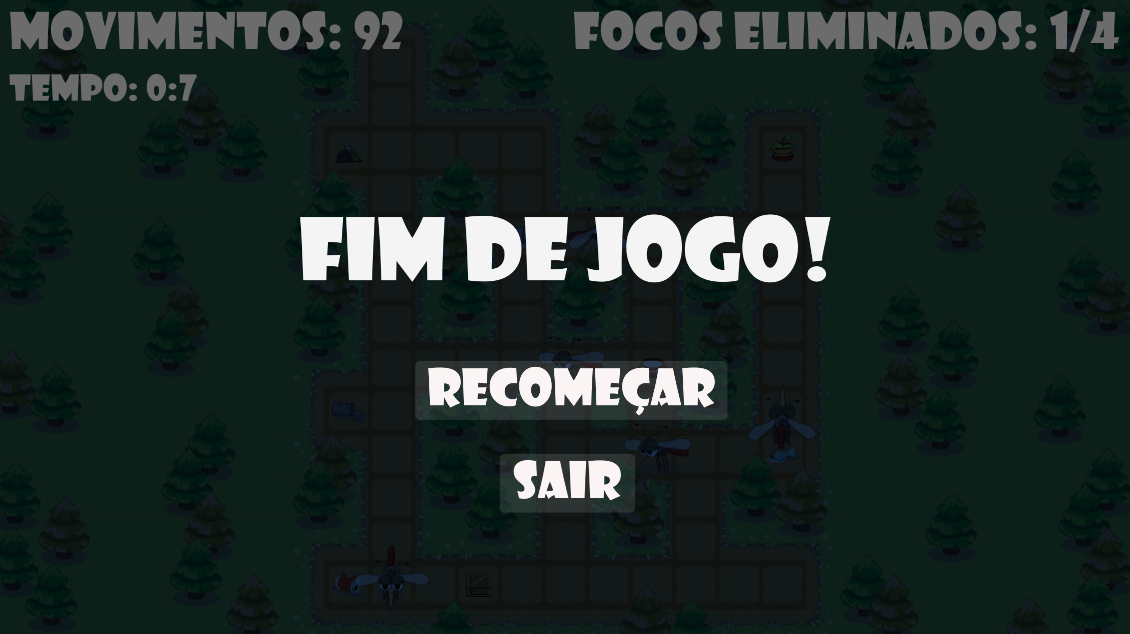 MOVIMENTOS: 92
FOCOS ELIMINADOS: 1/4
TEMPO: 0:7
FIM DE JOGO!
RECOMEÇAR
SAIR